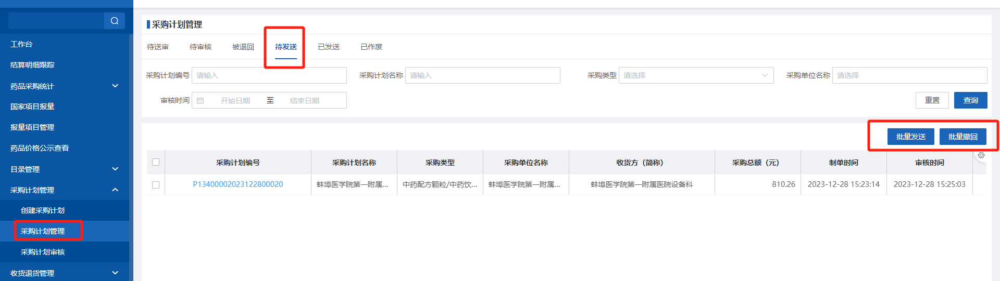 工作台
结算明细跟踪
药品采购统计
国家项目报量
报量项目管理
药品价格公示查看
目录管理
采购计划管理
创建采购计划
采购计划管理
采购计划审核
收货退货管理
采购计划管理
待送审 待审核 被退回 待发送 已发送 已作废
采购计划编号 请输入 采购计划名称 请输入 采购类型 请选择 采购单位名称 请选择
审核时间 开始日期 至 结束日期 重置 查询
批量发送 批量撤回
采购计划编号 采购计划名称 采购类型 采购单位名称 收货方（简称） 采购总额（元） 制单时间 审核时间
P13400002023122800020 蚌埠医学院第一附属... 中药配方颗粒/中药饮... 蚌埠医学院第一附属... 蚌埠医学院第一附属医院设备科 810.26 2023-12-28 15:23:14 2023-12-28 15:25:03